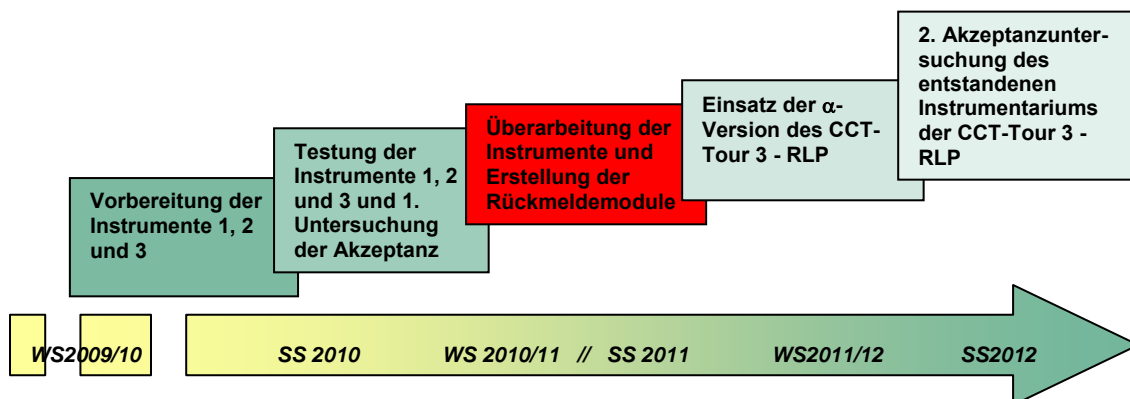 Vorbereitung der
Instrumente 1, 2
und 3
Testung der
Instrumente 1, 2
und 3 und 1.
Untersuchung
der Akzeptanz
Überarbeitung der
Instrumente und
Erstellung der
Rückmeldemodule
Einsatz der α-
Version des CCT-
Tour 3 - RLP
2. Akzeptanzunter-
suchung des
entstandenen
Instrumentariums
der CCT-Tour 3 -
RLP
WS2009/10 SS 2010 WS 2010/11 // SS 2011 WS2011/12 SS2012